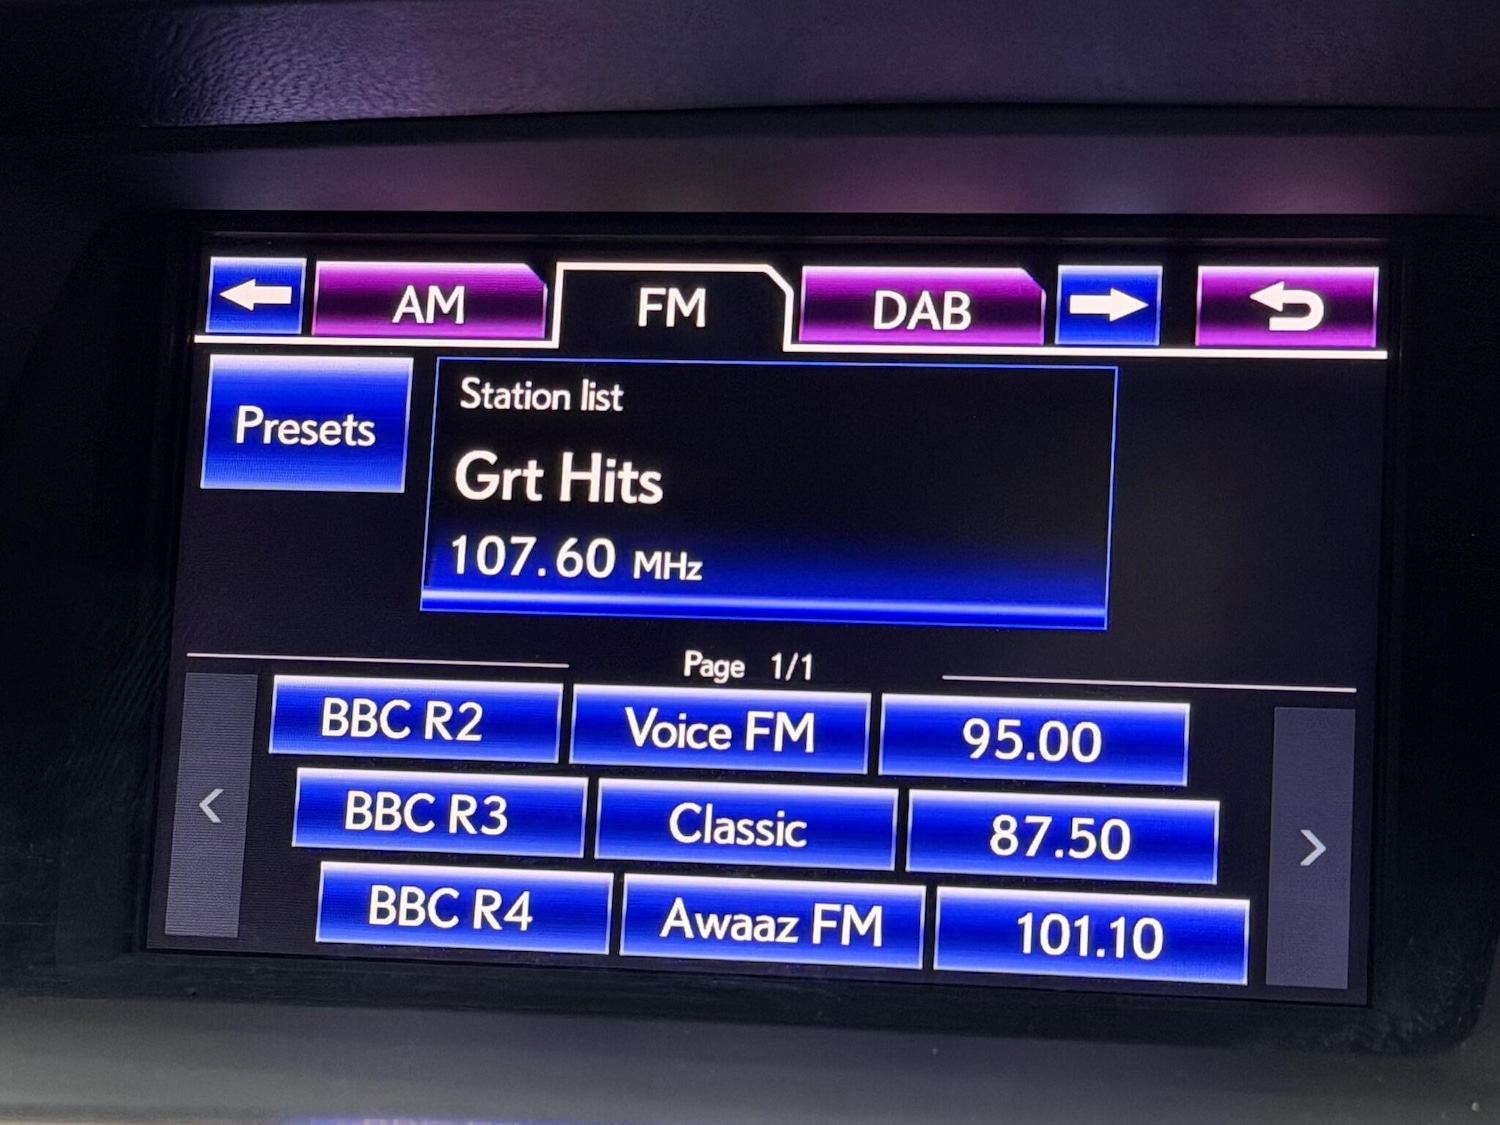 AM FM DAB
Presets
Station list
Grt Hits
107.60 MHz
Page 1/1
BBC R2 Voice FM 95.00
BBC R3 Classic 87.50
BBC R4 Awaaz FM 101.10